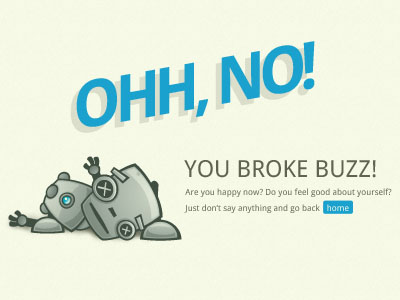 OHH, NO!
YOU BROKE BUZZ!
Are you happy now? Do you feel good about yourself?
Just don't say anything and go back home